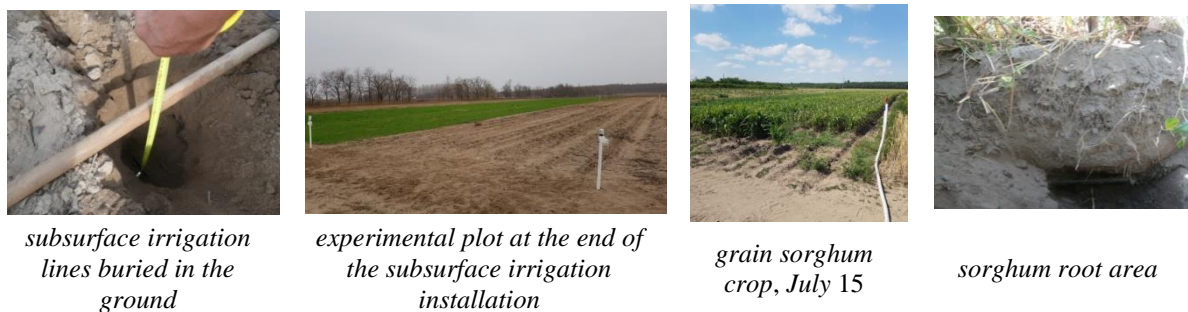 subsurface irrigation
lines buried in the
ground
experimental plot at the end of
the subsurface irrigation
installation
grain sorghum
crop, July 15
sorghum root area